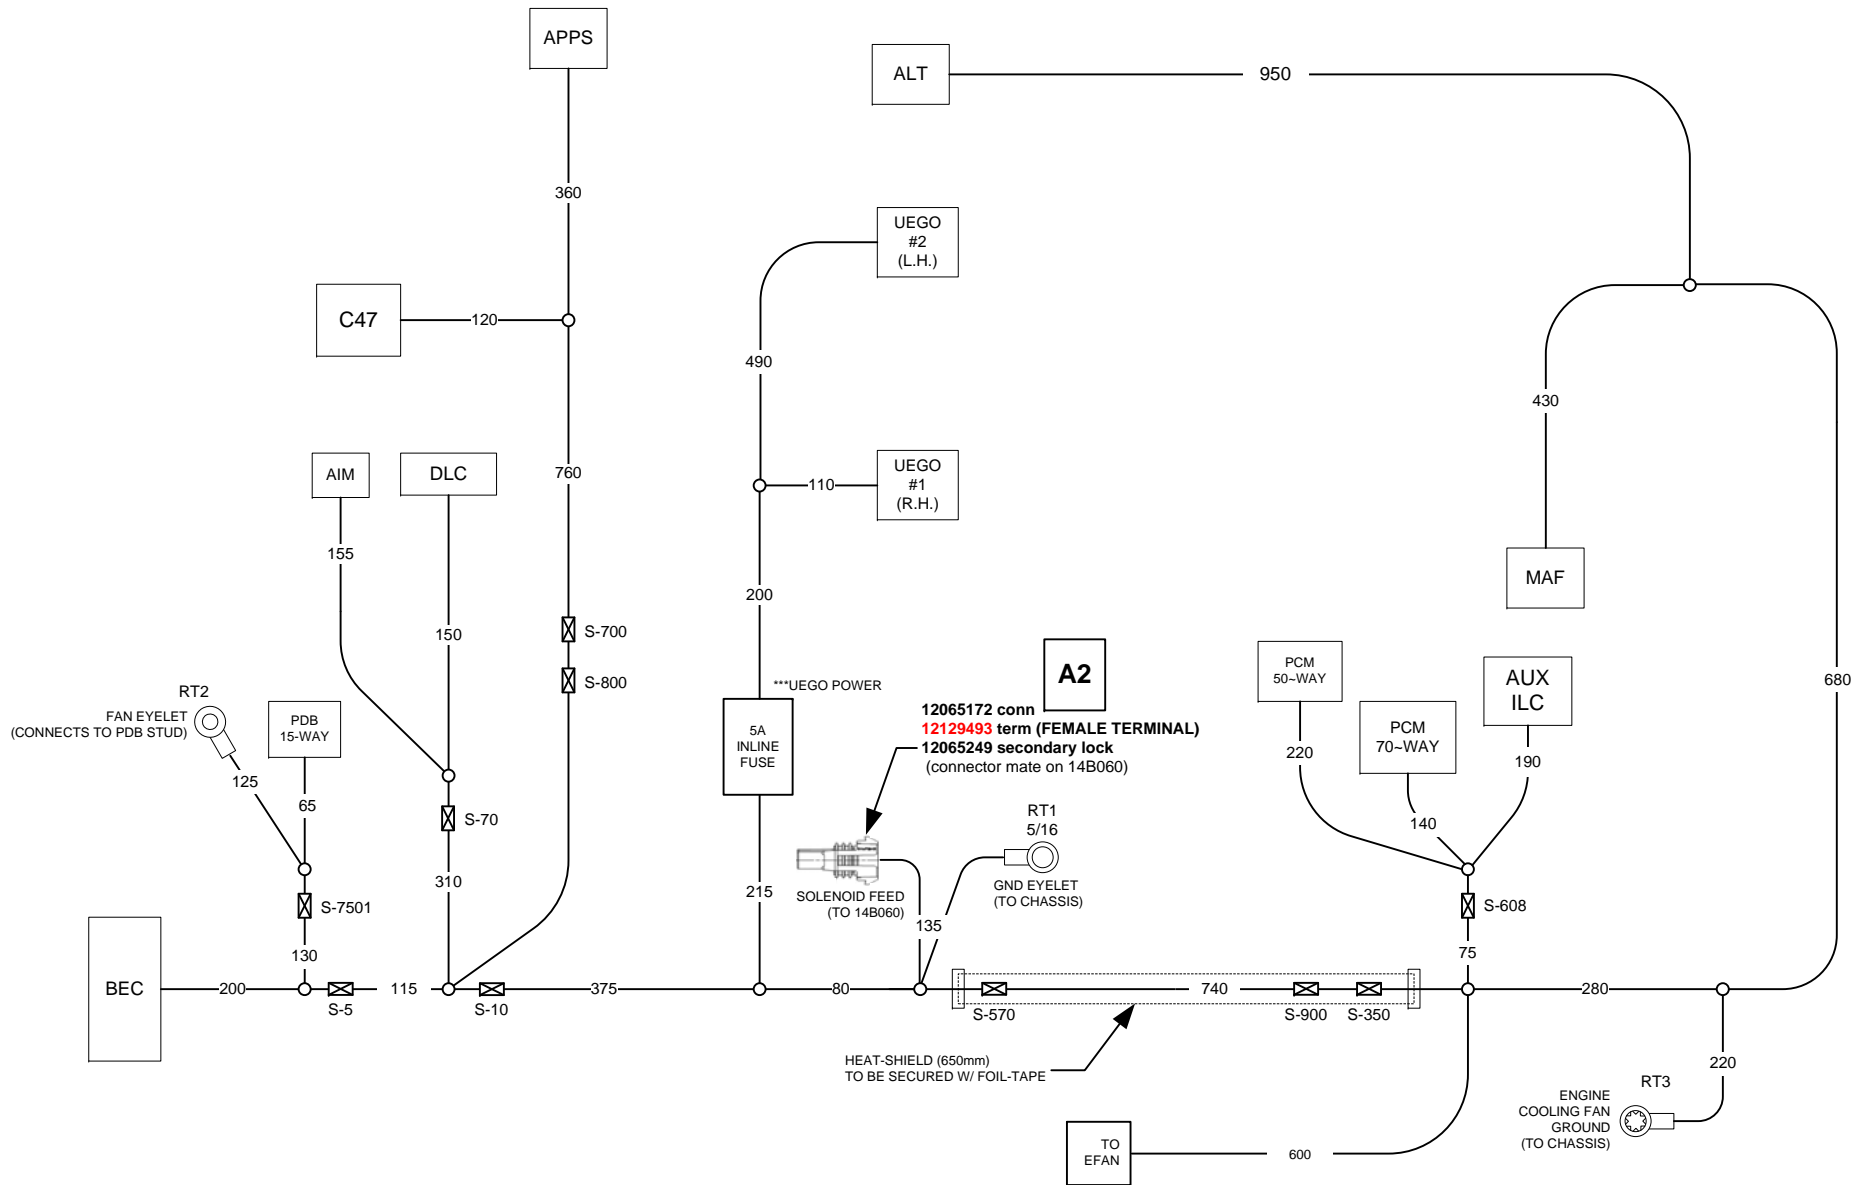 APPS
ALT
950
360
UEGO
#2
(L.H.)
C47
120
490
430
AIM
DLC
760
UEGO
#1
(R.H.)
110
155
200
MAF
150
S-700
S-800
***UEGO POWER
A2
12065172 conn
12129493 term (FEMALE TERMINAL)
12065249 secondary lock
(connector mate on 14B060)
PCM
50~WAY
AUX
ILC
680
RT2
FAN EYELET
(CONNECTS TO PDB STUD)
PDB
15-WAY
5A
INLINE
FUSE
PCM
70~WAY
220
190
125
65
S-70
RT1
5/16
140
GND EYELET
(TO CHASSIS)
SOLENOID FEED
(TO 14B060)
310
215
S-7501
S-608
135
130
75
BEC
200
115
375
80
740
280
S-5
S-10
S-570
S-900
S-350
HEAT-SHIELD (650mm)
TO BE SECURED W/ FOIL-TAPE
220
RT3
ENGINE
COOLING FAN
GROUND
(TO CHASSIS)
TO
EFAN
600